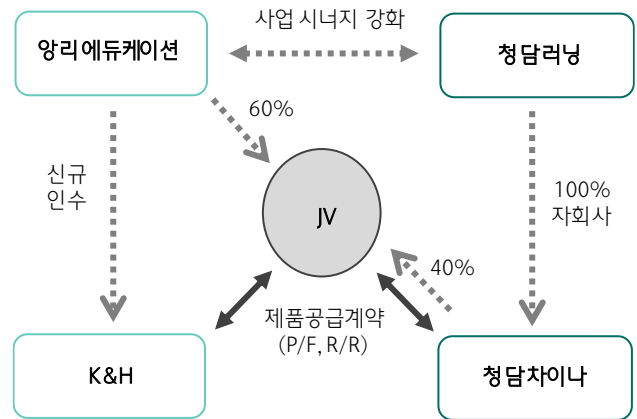 사업 시너지 강화
앙리에듀케이션
청담러닝
60%
신규
인수
100%
자회사
JV
40%
제품공급계약
(P/F, R/R)
K&H
청담차이나